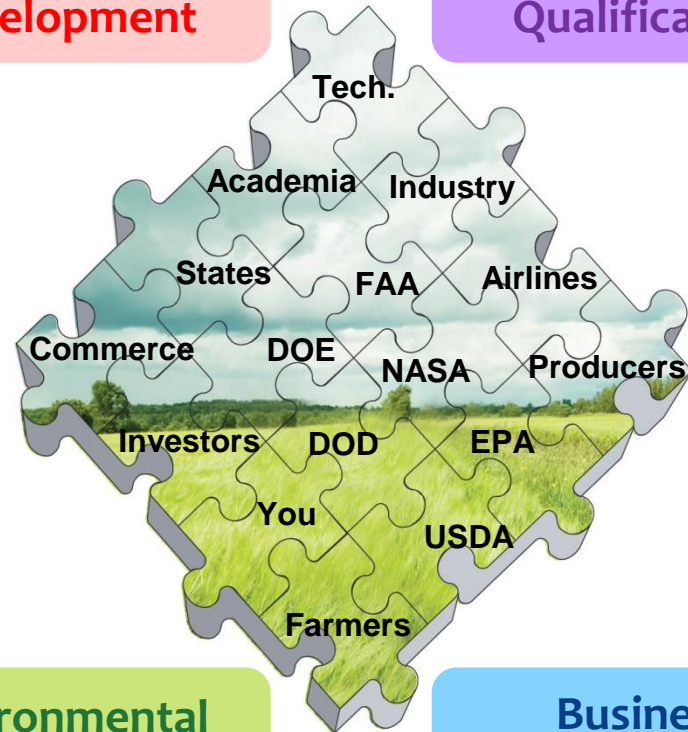 elopment
Qualifica
Tech.
Academia
Industry
States
FAA
Airlines
Commerce
DOE
NASA
Producers
Investors
DOD
EPA
You
USDA
Farmers
ronmental
Busine